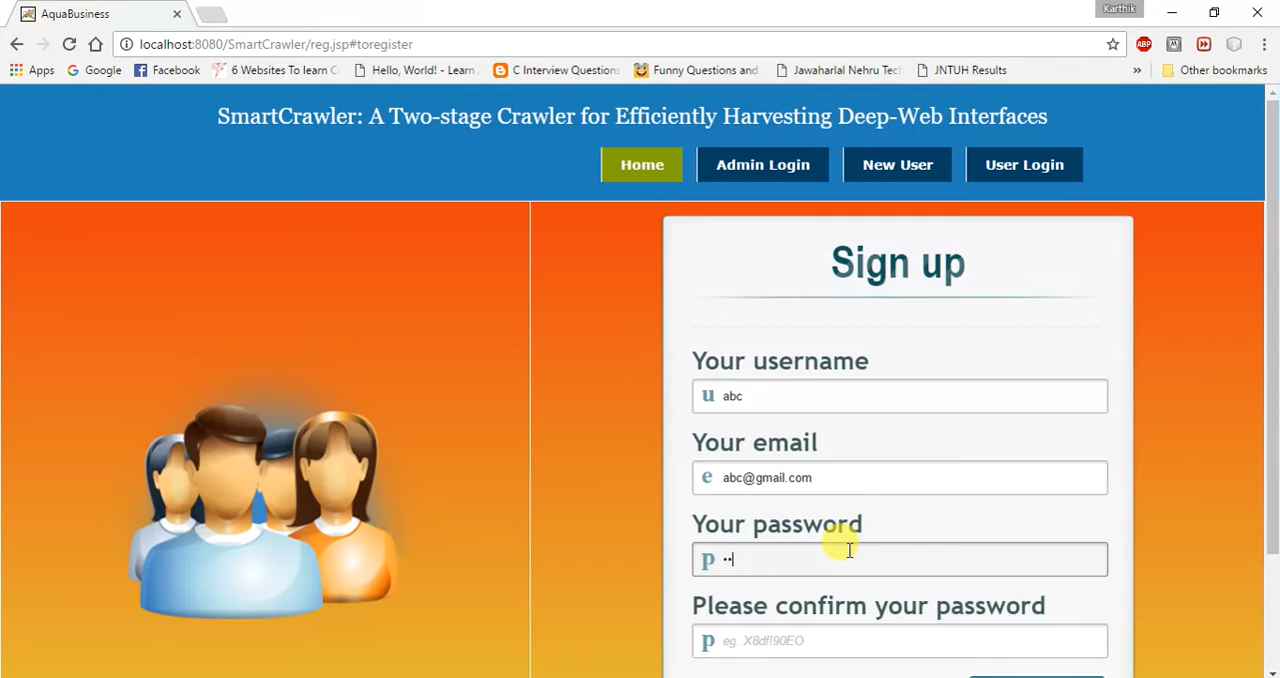 AquaBusiness
Karthik
localhost:8080/SmartCrawler/reg.jsp#toregister
ABP
Apps Google Facebook 6 Websites To learn C Hello, World! - Learn C Interview Questions Funny Questions and Jawaharlal Nehru Tec JNTUH Results » Other bookmarks
SmartCrawler: A Two-stage Crawler for Efficiently Harvesting Deep-Web Interfaces
Home Admin Login New User User Login
Sign up
Your username
u abc
Your email
e abc@gmail.com
Your password
p ··
Please confirm your password
p eg. X8df!90EO